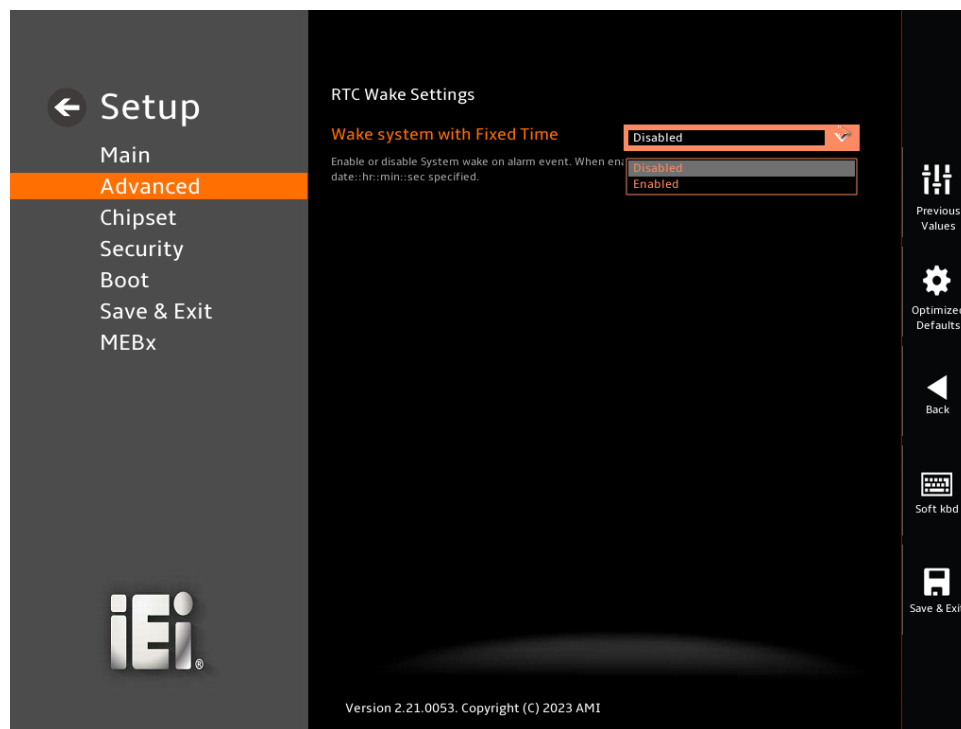 Setup
Main
Advanced
Chipset
Security
Boot
Save & Exit
MEBx
iEi®
RTC Wake Settings
Wake system with Fixed Time
Disabled
Enable or disable System wake on alarm event. When
date::hr::min::sec specified.
Disabled
Enabled
Version 2.21.0053. Copyright (C) 2023 AMI
Previous
Values
Optimized
Defaults
Back
Soft kbd
Save & Exit